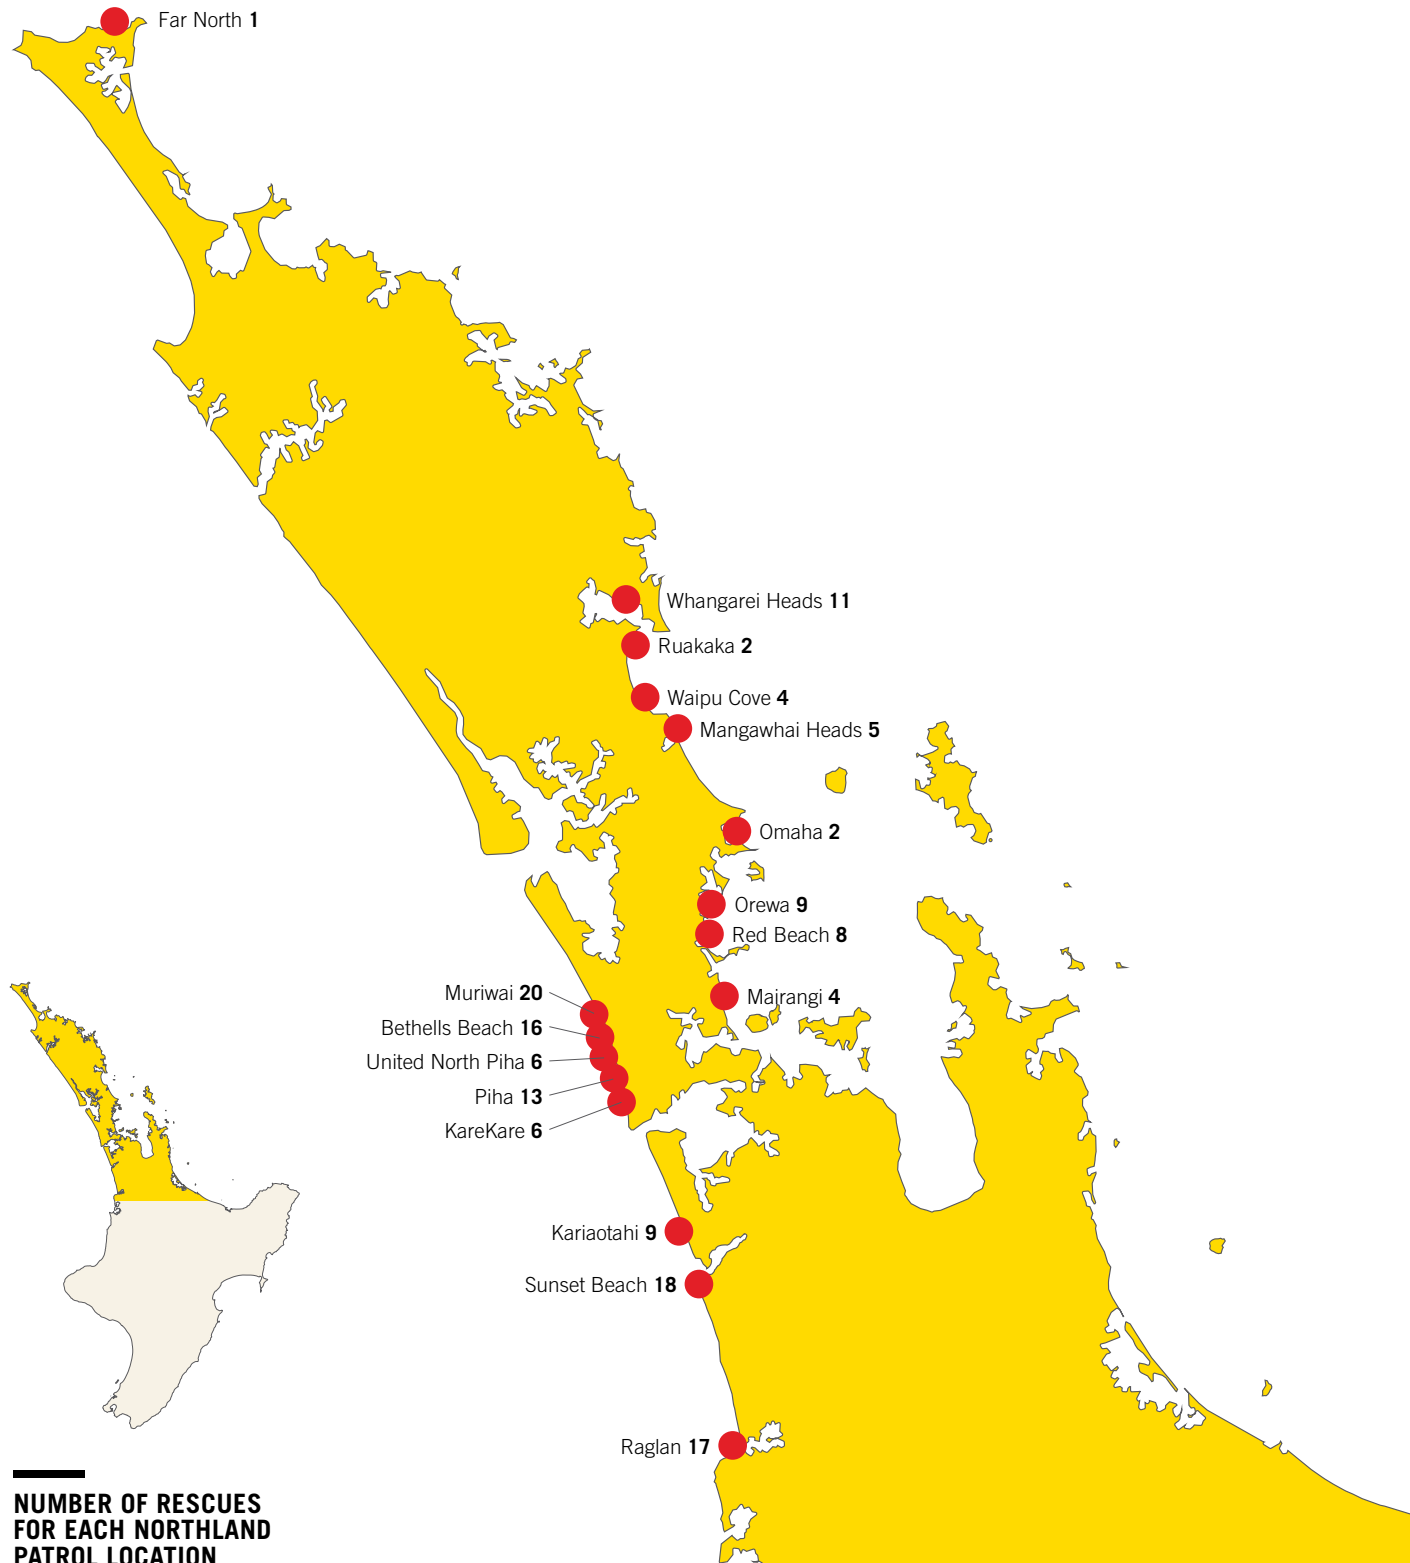 Far North 1
Whangarei Heads 11
Ruakaka 2
Waipu Cove 4
Mangawhai Heads 5
Omaha 2
Orewa 9
Red Beach 8
Mairangi 4
Muriwai 20
Bethells Beach 16
United North Piha 6
Piha 13
KareKare 6
Kariaotahi 9
Sunset Beach 18
Raglan 17
NUMBER OF RESCUES
FOR EACH NORTHLAND
PATROL LOCATION